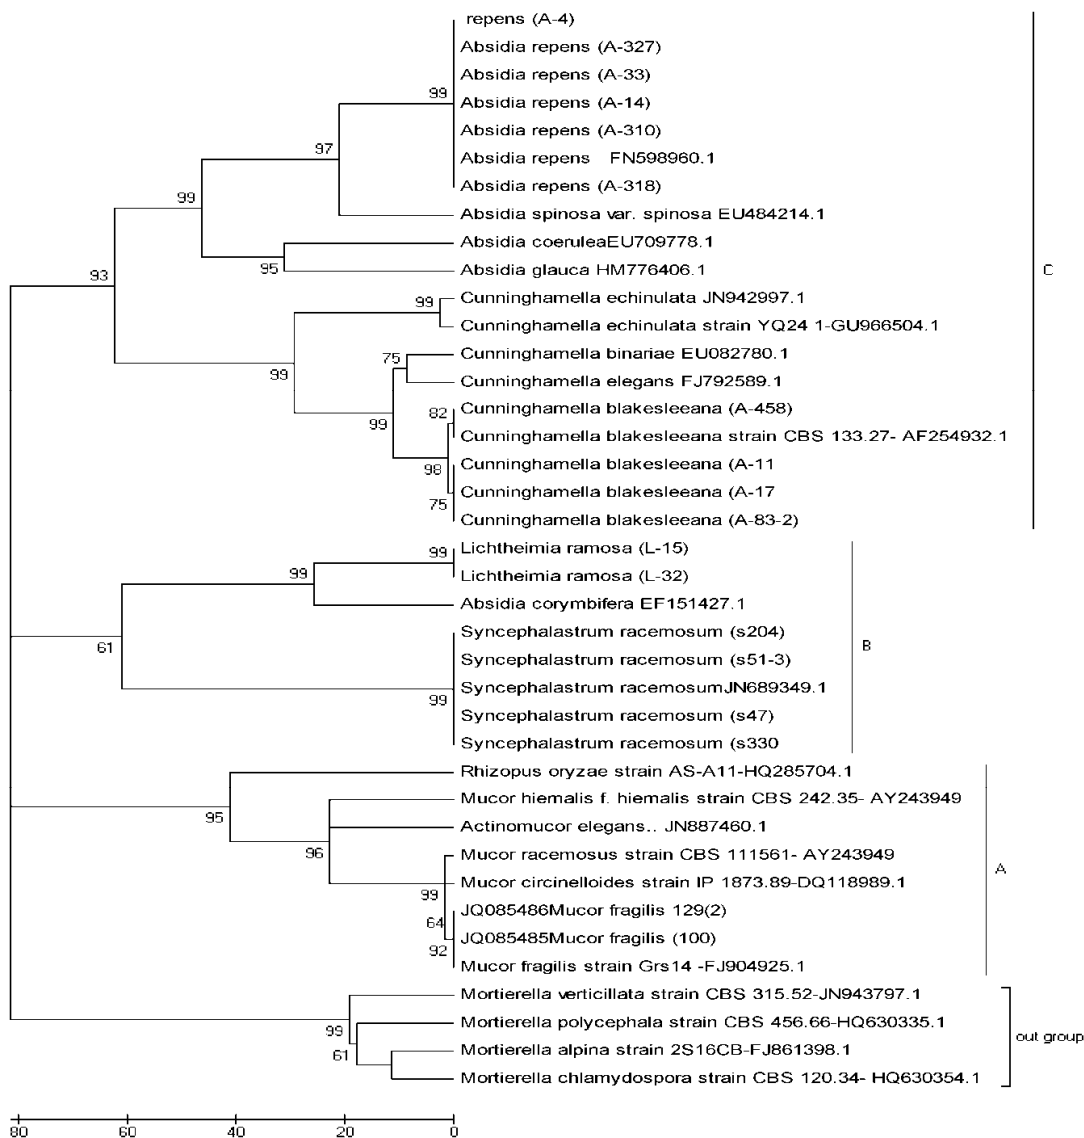 repens (A-4)
Absidia repens (A-327)
Absidia repens (A-33)
99
Absidia repens (A-14)
Absidia repens (A-310)
97
Absidia repens FN598960.1
Absidia repens (A-318)
99
Absidia spinosa var. spinosa EU484214.1
Absidia coeruleaEU709778.1
95
Absidia glauca HM776406.1
93
C
99
Cunninghamella echinulata JN942997.1
Cunninghamella echinulata strain YQ24 1-GU966504.1
75
Cunninghamella binariae EU082780.1
99
Cunninghamella elegans FJ792589.1
82
Cunninghamella blakesleeana (A-458)
99
Cunninghamella blakesleeana strain CBS 133.27- AF254932.1
98
Cunninghamella blakesleeana (A-11
Cunninghamella blakesleeana (A-17
75
Cunninghamella blakesleeana (A-83-2)
99
Lichtheimia ramosa (L-15)
99
Lichtheimia ramosa (L-32)
Absidia corymbifera EF151427.1
Syncephalastrum racemosum (s204)
61
B
Syncephalastrum racemosum (s51-3)
99
Syncephalastrum racemosumJN689349.1
Syncephalastrum racemosum (s47)
Syncephalastrum racemosum (s330
Rhizopus oryzae strain AS-A11-HQ285704.1
95
Mucor hiemalis f. hiemalis strain CBS 242.35- AY243949
Actinomucor elegans.. JN887460.1
96
Mucor racemosus strain CBS 111561- AY243949
A
99
Mucor circinelloides strain IP 1873.89-DQ118989.1
64
JQ085486Mucor fragilis 129(2)
92
JQ085485Mucor fragilis (100)
Mucor fragilis strain Grs14 -FJ904925.1
Mortierella verticillata strain CBS 315.52-JN943797.1
99
Mortierella polycephala strain CBS 456.66-HQ630335.1
out group
61
Mortierella alpina strain 2S16CB-FJ861398.1
Mortierella chlamydospora strain CBS 120.34- HQ630354.1
80 60 40 20 0